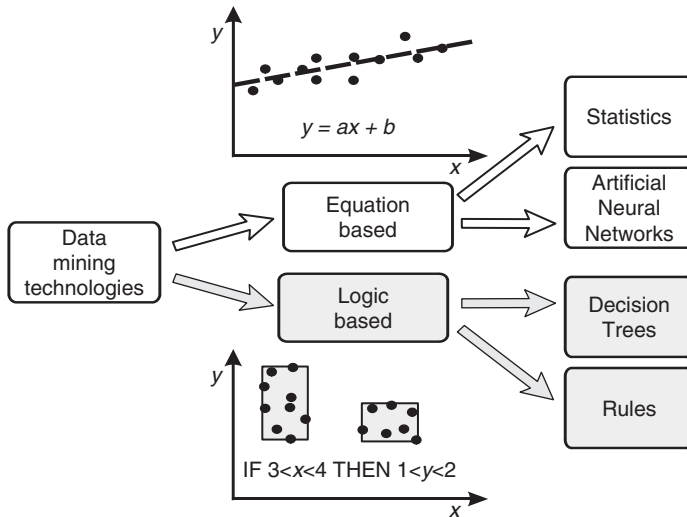 y
y = ax + b
x
Statistics
Artificial
Neural
Networks
Equation
based
Data
mining
technologies
Logic
based
Decision
Trees
Rules
y
IF 3<x<4 THEN 1<y<2
x